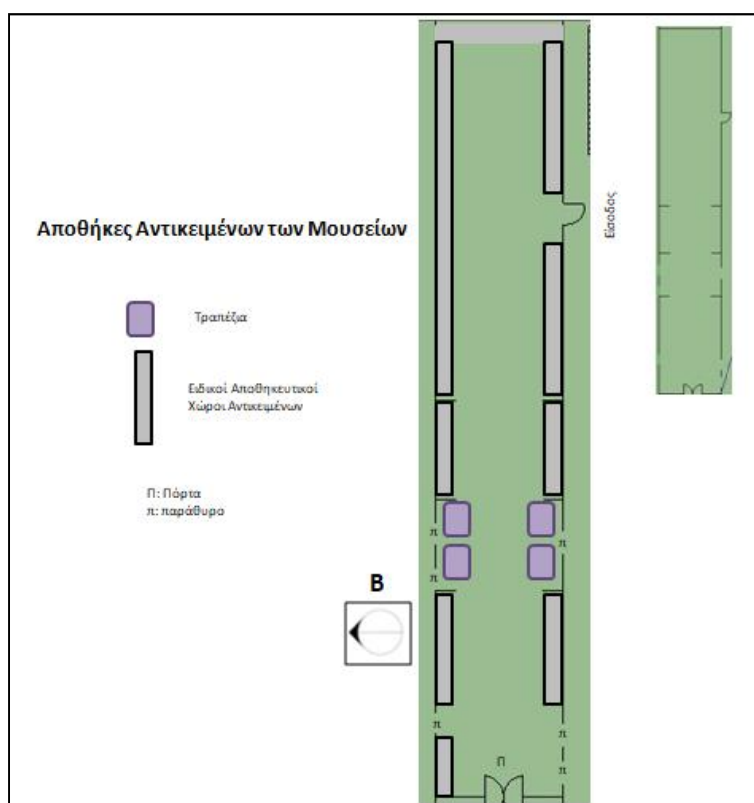 Αποθήκες Αντικειμένων των Μουσείων
Είσοδος
Τραπέζια
Ειδικοί Αποθηκευτικοί
Χώροι Αντικειμένων
Π: Πόρτα
π: παράθυρο
π
π
π
π
Β
π
π
π
Π